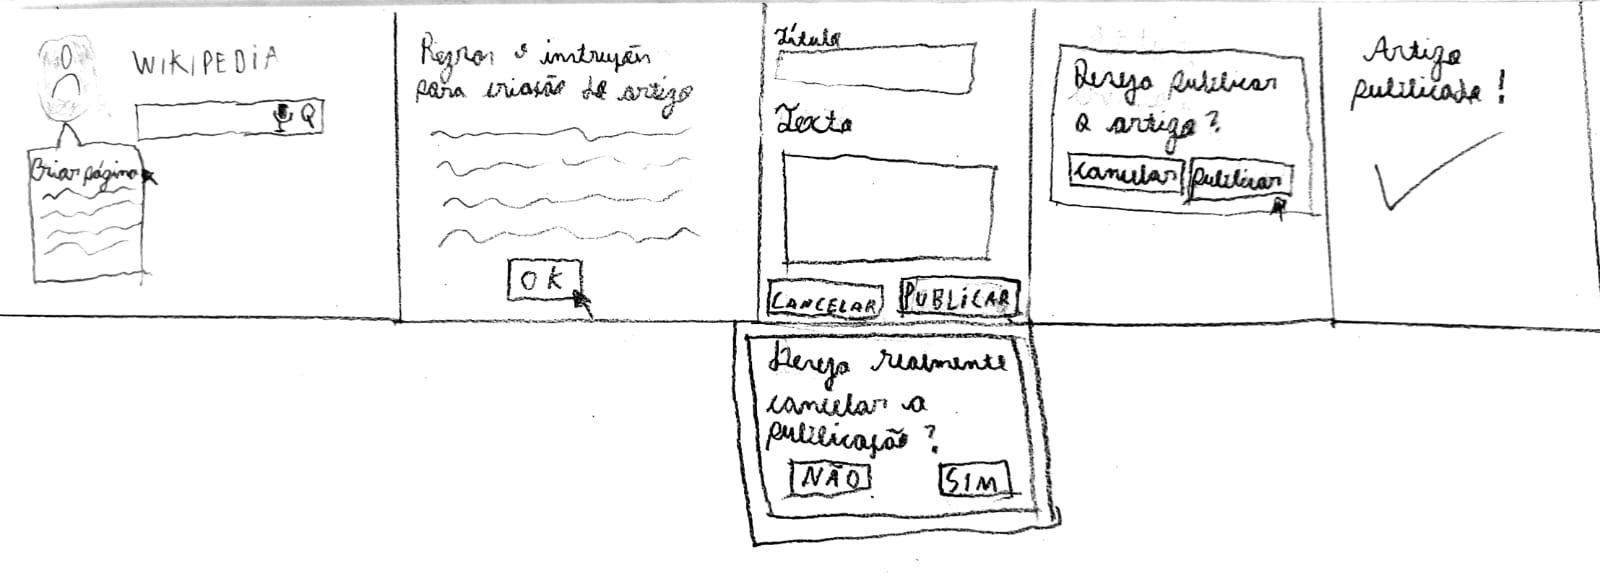 WIKIPEDIA
Criar página
Regras e instruções
para criação de artigo
OK
Título
Texto
CANCELAR
PUBLICAR
Deseja publicar
o artigo?
cancelar
publicar
Artigo
publicado!
Deseja realmente
cancelar a
publicação?
NÃO
SIM